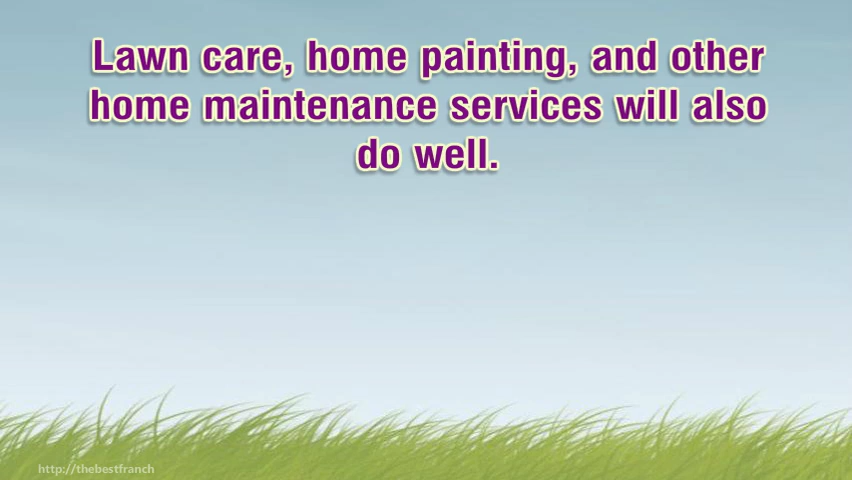 Lawn care, home painting, and other
home maintenance services will also
do well.
http://thebestfranch